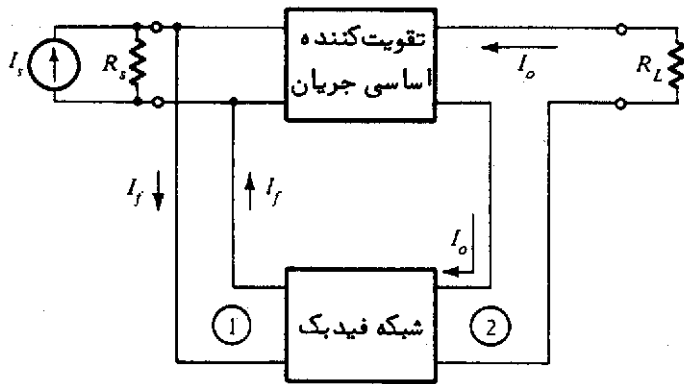 تقویت‌کننده
اساسی جریان
I_s
R_s
I_o
R_L
I_f
I_f
I_o
1
شبکه فیدبک
2